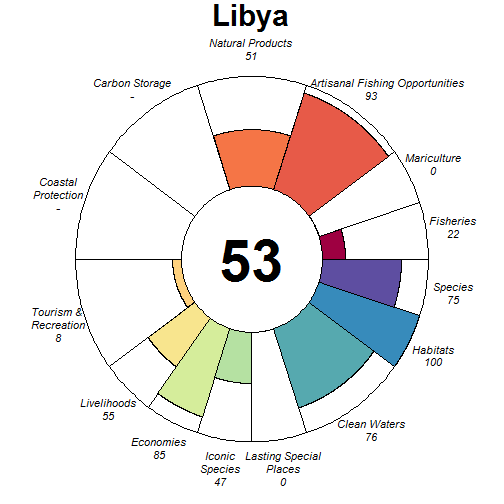 Libya
Natural Products
51
Carbon Storage
-
Artisanal Fishing Opportunities
93
Mariculture
0
Coastal
Protection
-
Fisheries
22
53
Species
75
Tourism &
Recreation
8
Habitats
100
Livelihoods
55
Clean Waters
76
Economies
85
Iconic
Species
47
Lasting Special
Places
0